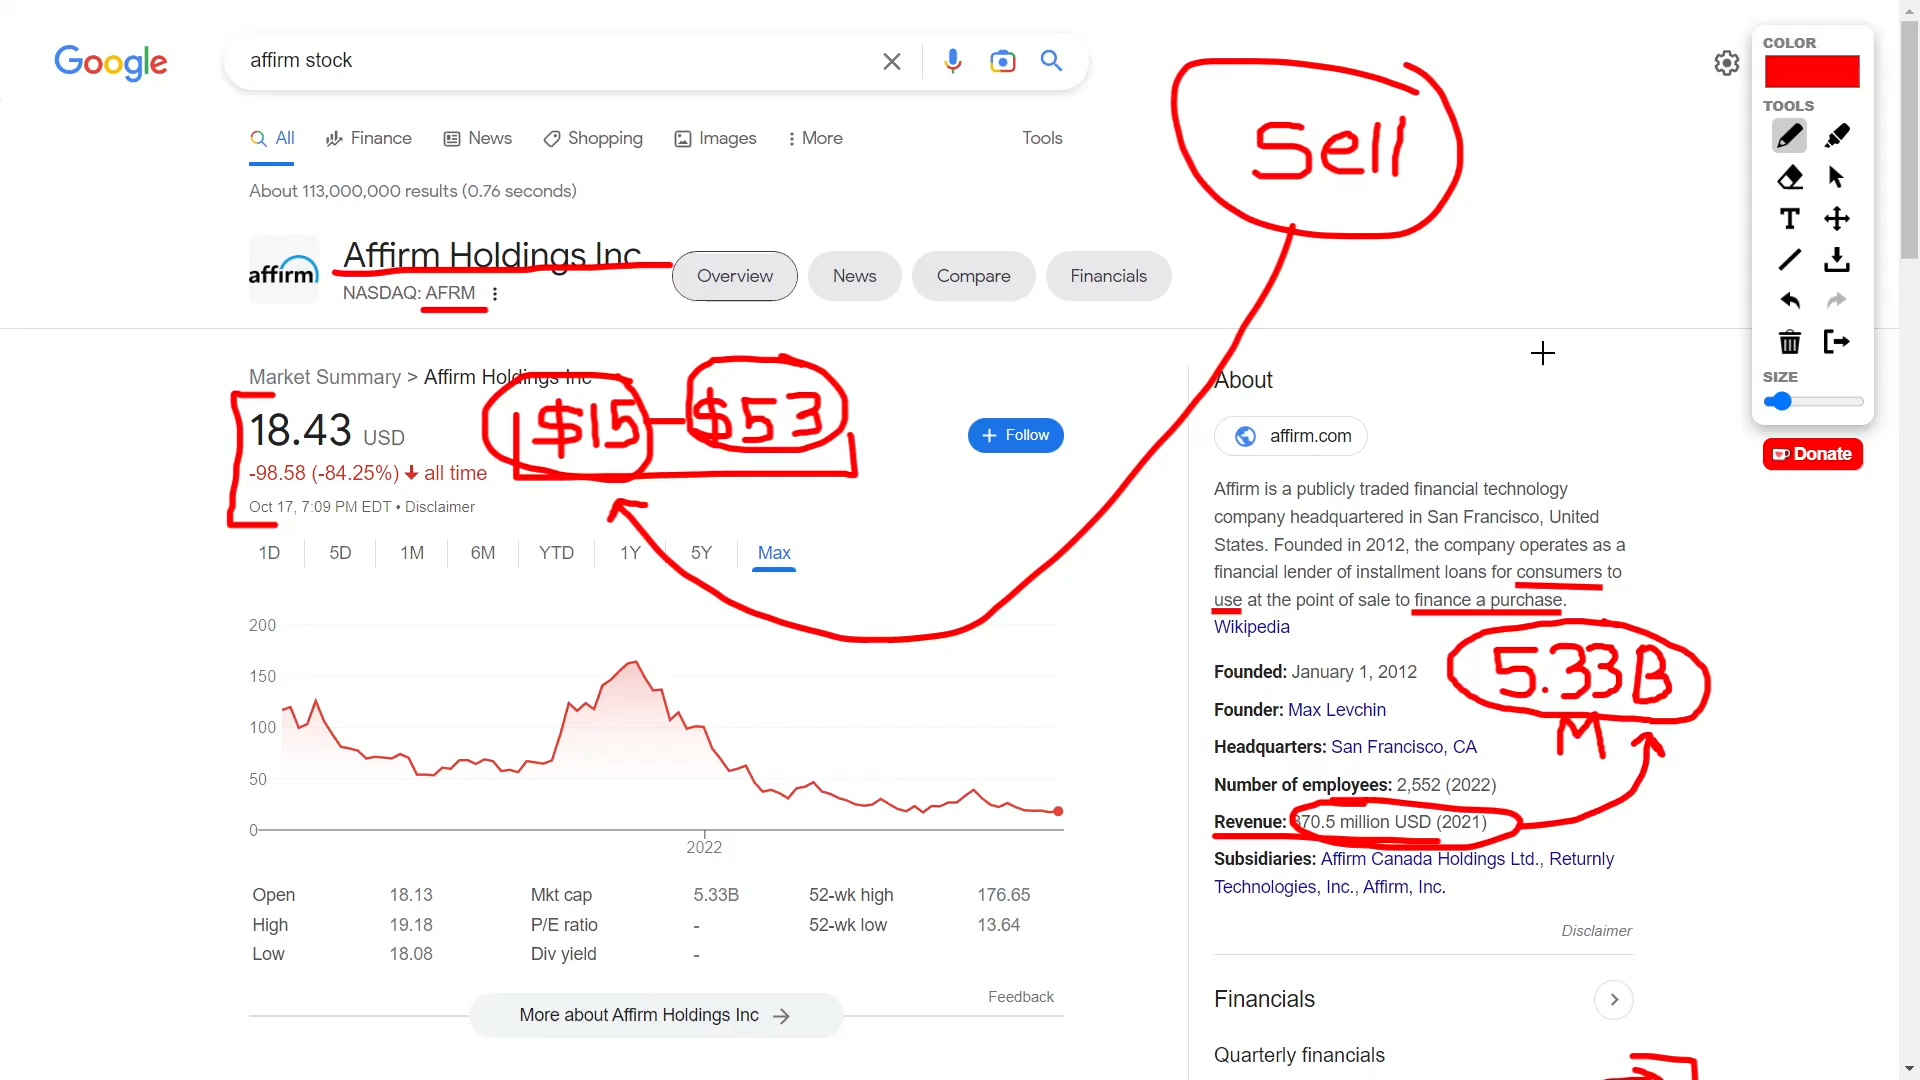 Google
affirm stock
All
Finance
News
Shopping
Images
More
Tools
About 113,000,000 results (0.76 seconds)
Sell
affirm
Affirm Holdings Inc
NASDAQ: AFRM
Overview
News
Compare
Financials
Market Summary > Affirm Holdings Inc
18.43 USD
$15 - $53
+ Follow
-98.58 (-84.25%) ↓ all time
Oct 17, 7:09 PM EDT • Disclaimer
1D
5D
1M
6M
YTD
1Y
5Y
Max
200
150
100
50
0
2022
Open 18.13
High 19.18
Low 18.08
Mkt cap 5.33B
P/E ratio -
Div yield -
52-wk high 176.65
52-wk low 13.64
Feedback
More about Affirm Holdings Inc →
About
affirm.com
Affirm is a publicly traded financial technology
company headquartered in San Francisco, United
States. Founded in 2012, the company operates as a
financial lender of installment loans for consumers to
use at the point of sale to finance a purchase.
Wikipedia
5.33B
M
Founded: January 1, 2012
Founder: Max Levchin
Headquarters: San Francisco, CA
Number of employees: 2,552 (2022)
Revenue: 870.5 million USD (2021)
Subsidiaries: Affirm Canada Holdings Ltd., Returnly
Technologies, Inc., Affirm, Inc.
Disclaimer
Financials
Quarterly financials
COLOR
TOOLS
T
SIZE
Donate